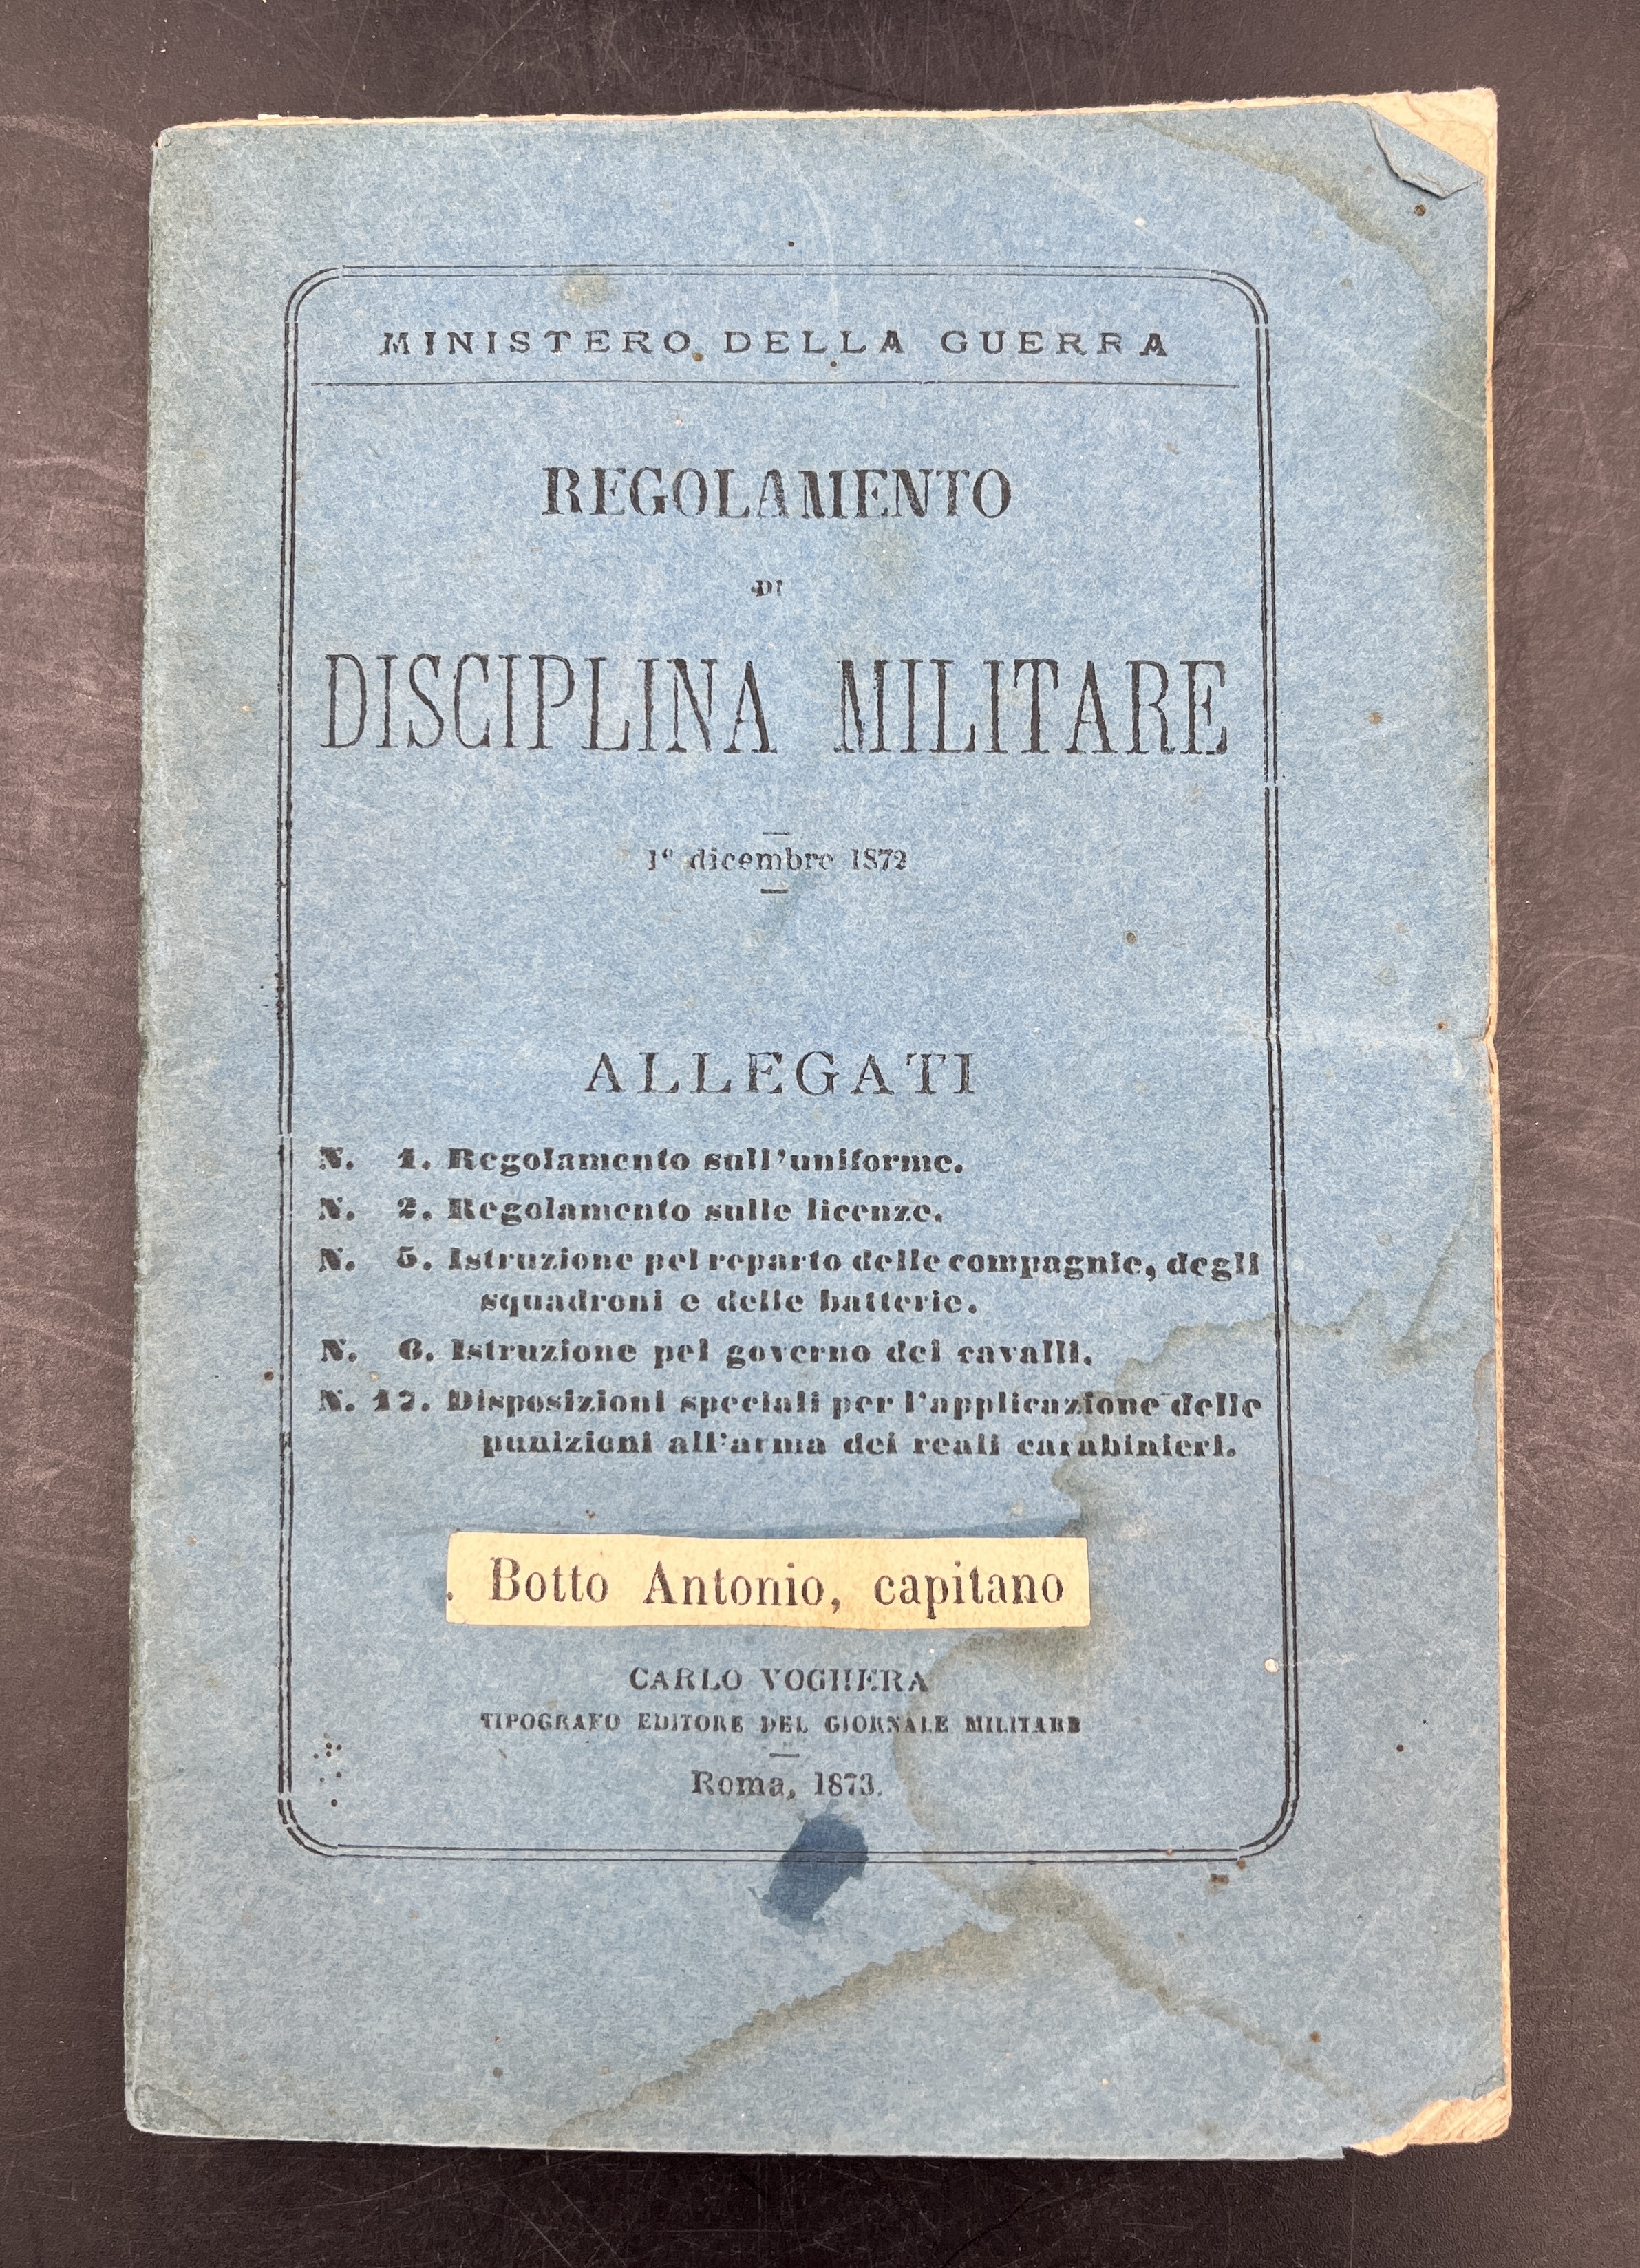 MINISTERO DELLA GUERRA
REGOLAMENTO
DI
DISCIPLINA MILITARE
1º dicembre 1872
ALLEGATI
N. 1. Regolamento sull'uniforme.
N. 2. Regolamento sulle licenze.
N. 5. Istruzione pel reparto delle compagnie, degli
squadroni e delle batterie.
N. 6. Istruzione pel governo dei cavalli.
N. 17. Disposizioni speciali per l'applicazione delle
punizioni all'arma dei reali carabinieri.
Botto Antonio, capitano
CARLO VOGHERA
TIPOGRAFO EDITORE DEL GIORNALE MILITARE
Roma, 1873.